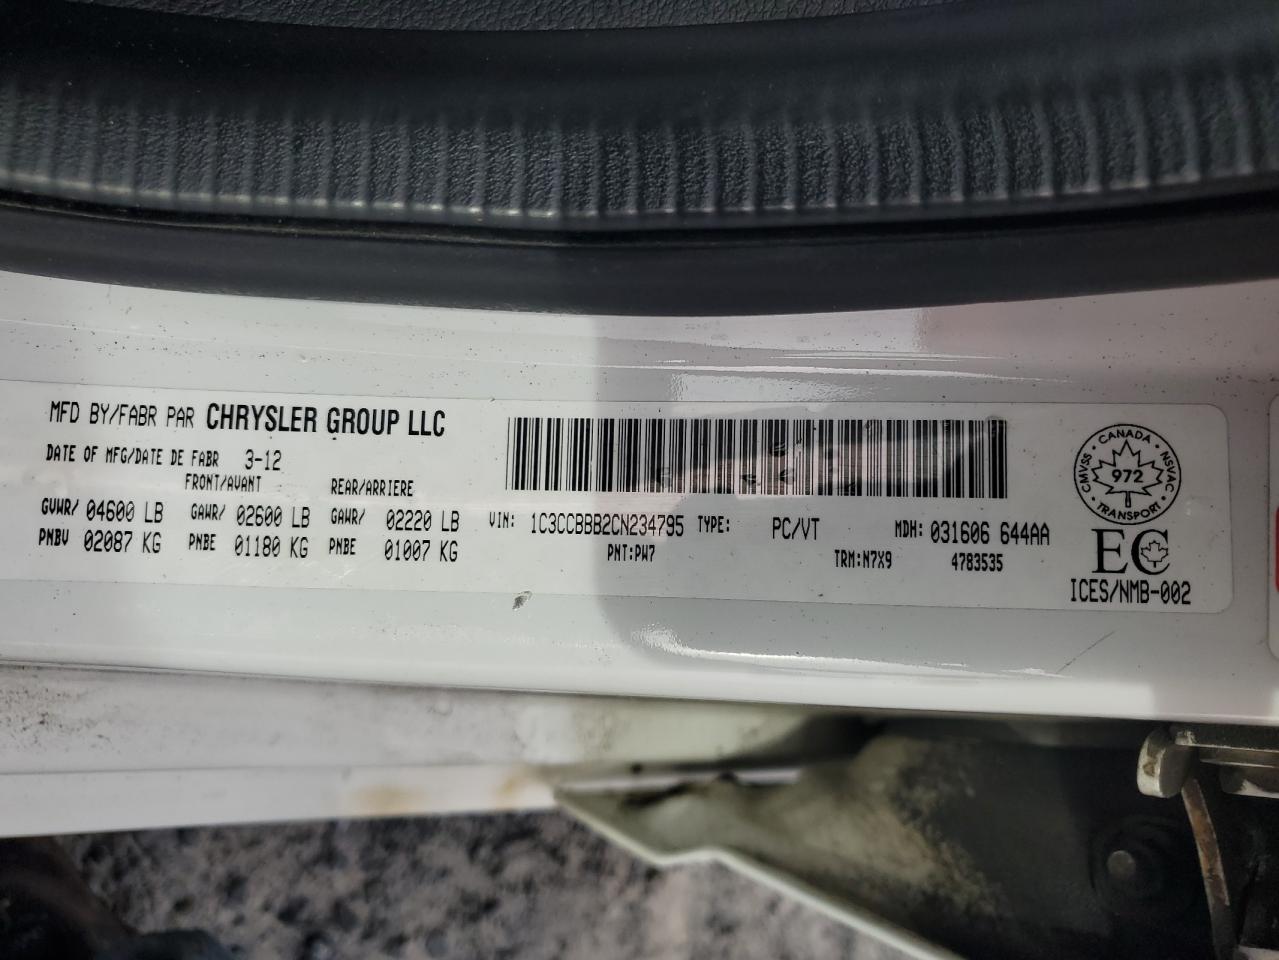 MFD BY/FABR PAR CHRYSLER GROUP LLC
DATE OF MFG/DATE DE FABR 3-12
FRONT/AVANT REAR/ARRIERE
GVWR/ 04600 LB GAWR/ 02600 LB GAWR/ 02220 LB
PNBV 02087 KG PNBE 01180 KG PNBE 01007 KG
VIN: 1C3CCBBB2CN234795 TYPE: PC/VT MDH: 031606 644AA
PNT:PW7 TRM:N7X9 4783535
CANADA
CMVSS 972 NSVAC
TRANSPORT
EC
ICES/NMB-002